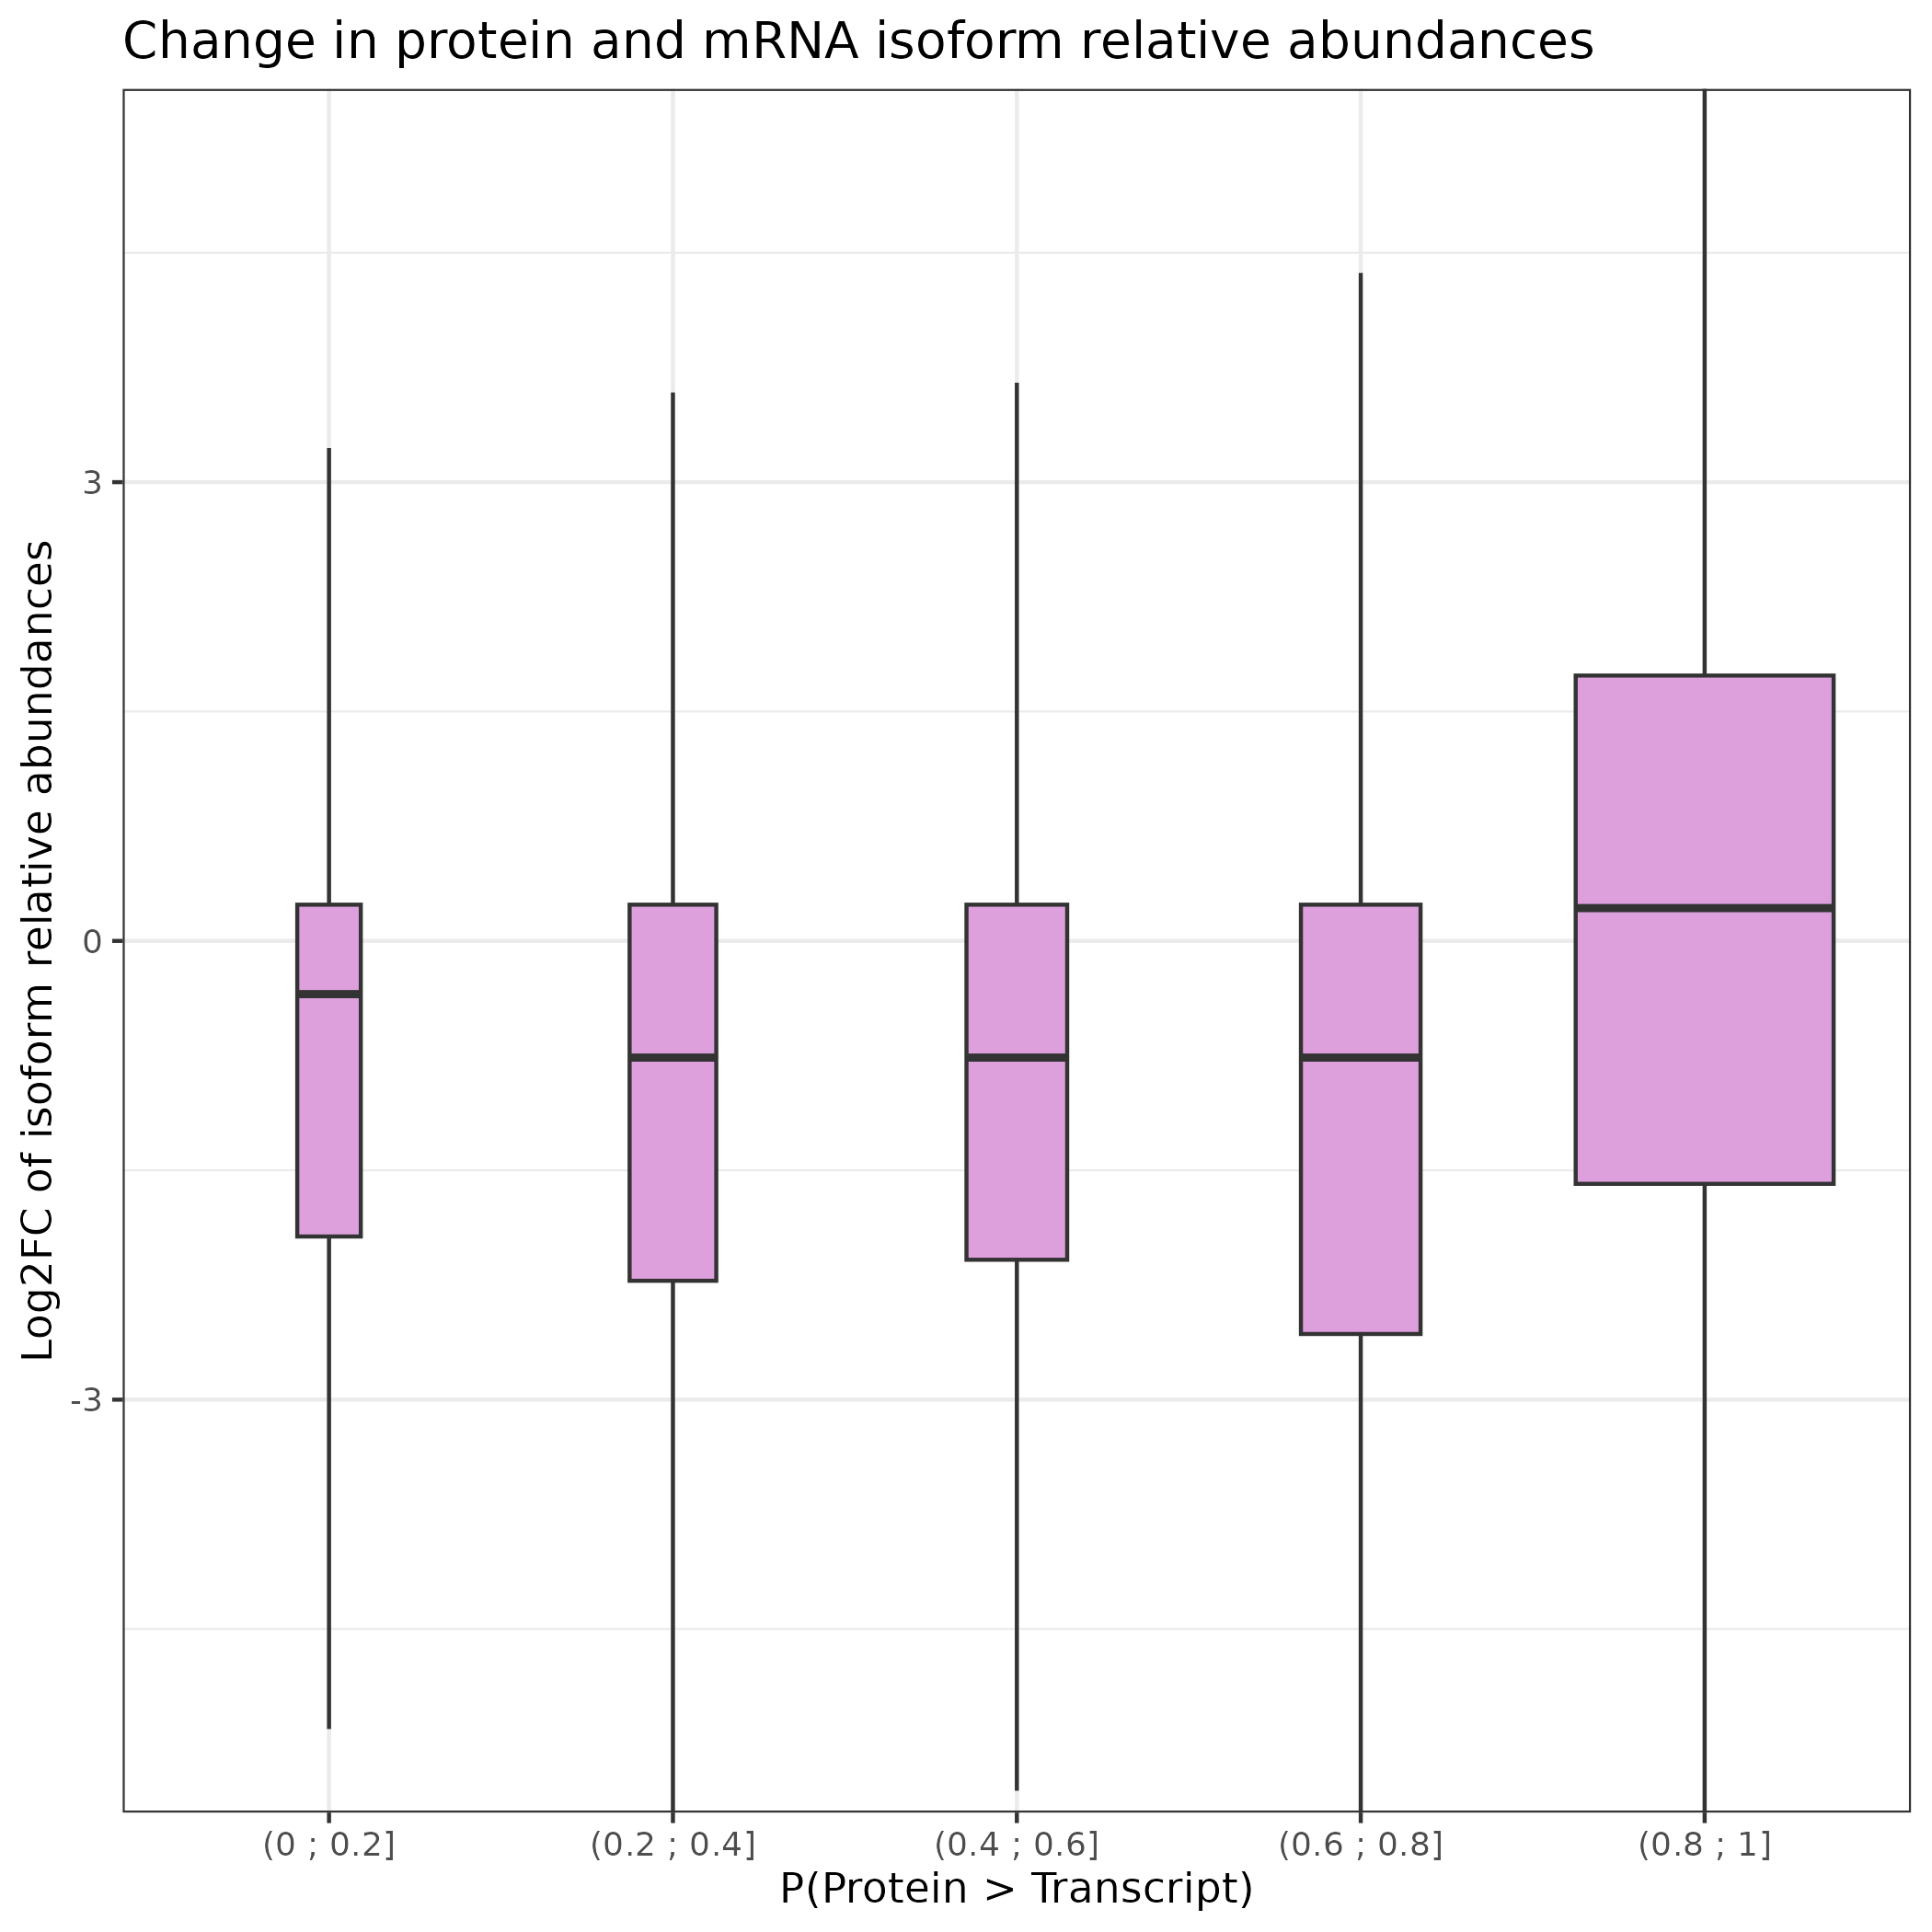 Change in protein and mRNA isoform relative abundances
Log2FC of isoform relative abundances
3
0
-3
(0 ; 0.2]
(0.2 ; 0.4]
(0.4 ; 0.6]
(0.6 ; 0.8]
(0.8 ; 1]
P(Protein > Transcript)